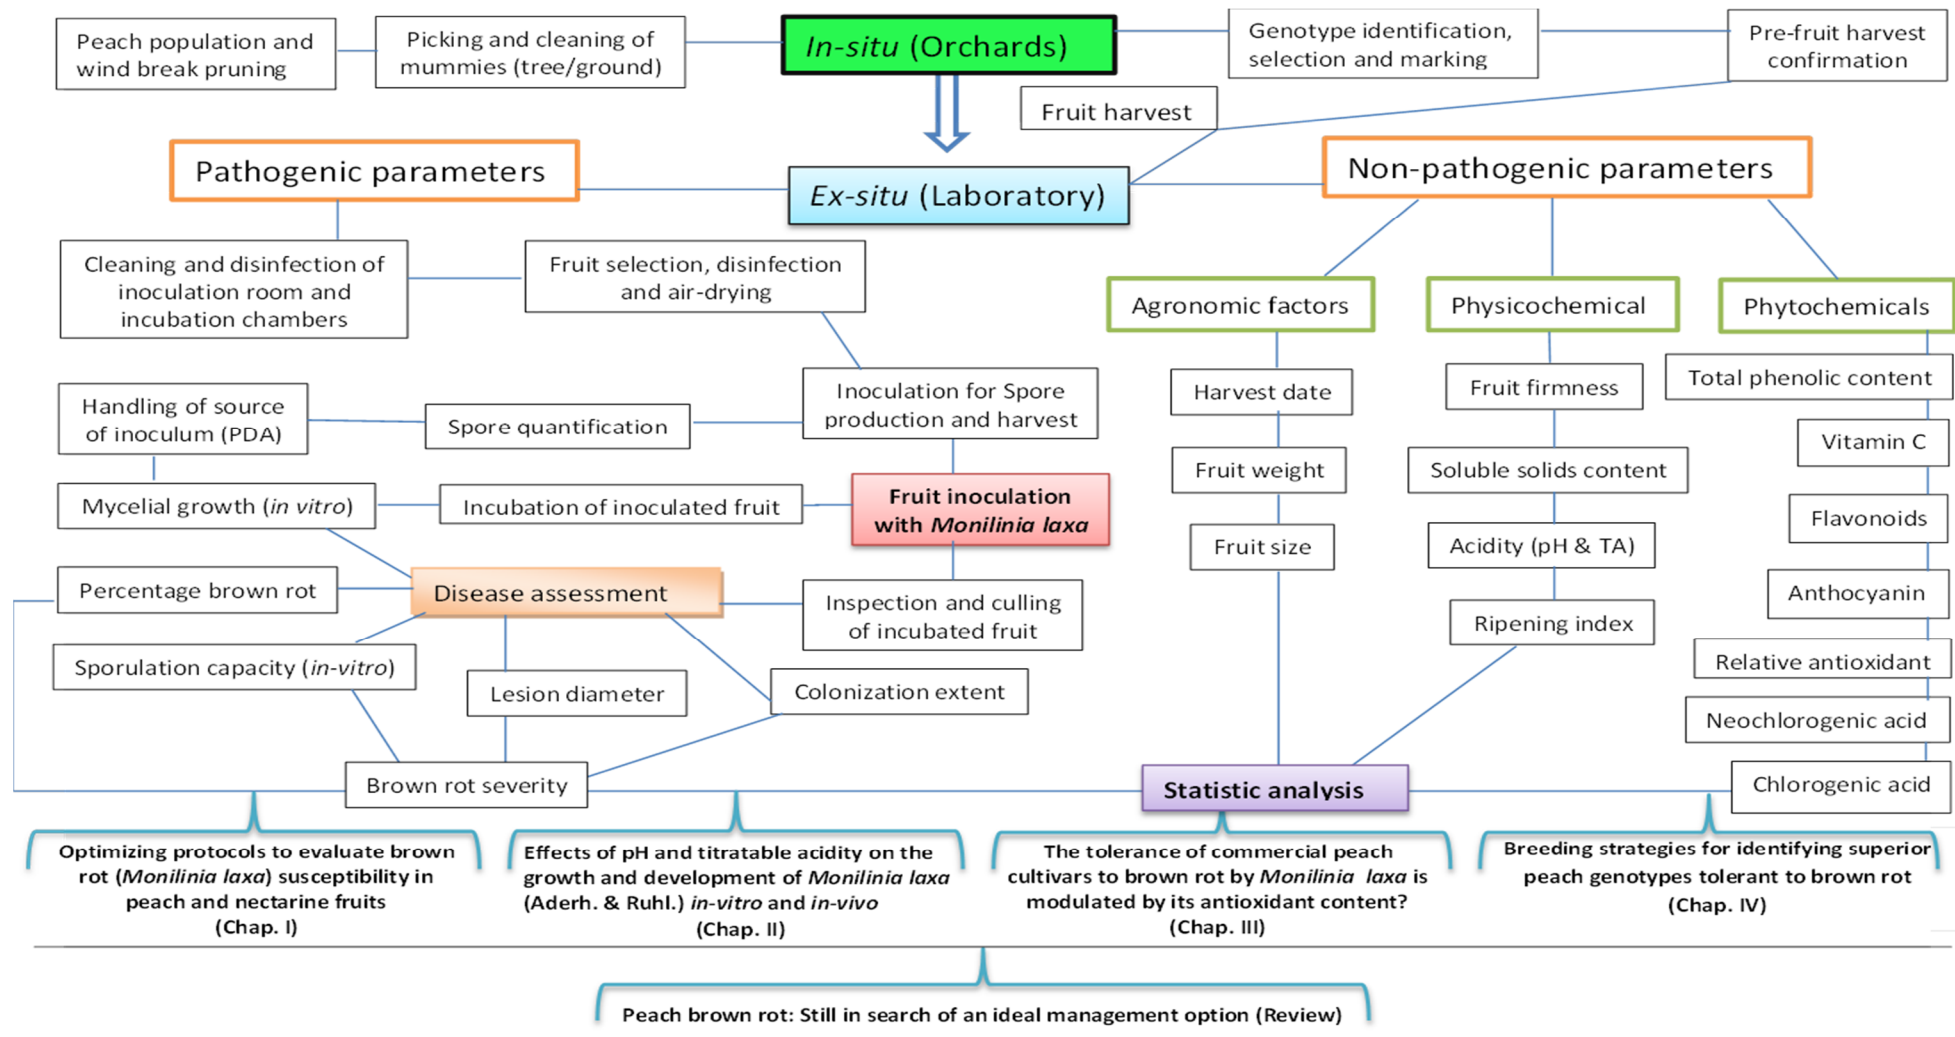 Peach population and
wind break pruning
Picking and cleaning of
mummies (tree/ground)
In-situ (Orchards)
Genotype identification,
selection and marking
Pre-fruit harvest
confirmation
Fruit harvest
Pathogenic parameters
Ex-situ (Laboratory)
Non-pathogenic parameters
Cleaning and disinfection of
inoculation room and
incubation chambers
Fruit selection, disinfection
and air-drying
Agronomic factors
Physicochemical
Phytochemicals
Handling of source
of inoculum (PDA)
Spore quantification
Inoculation for Spore
production and harvest
Harvest date
Fruit firmness
Total phenolic content
Fruit weight
Soluble solids content
Vitamin C
Mycelial growth (in vitro)
Incubation of inoculated fruit
Fruit inoculation
with Monilinia laxa
Fruit size
Acidity (pH & TA)
Flavonoids
Percentage brown rot
Disease assessment
Inspection and culling
of incubated fruit
Ripening index
Anthocyanin
Sporulation capacity (in-vitro)
Lesion diameter
Colonization extent
Relative antioxidant
Neochlorogenic acid
Brown rot severity
Statistic analysis
Chlorogenic acid
Optimizing protocols to evaluate brown
rot (Monilinia laxa) susceptibility in
peach and nectarine fruits
(Chap. I)
Effects of pH and titratable acidity on the
growth and development of Monilinia laxa
(Aderh. & Ruhl.) in-vitro and in-vivo
(Chap. II)
The tolerance of commercial peach
cultivars to brown rot by Monilinia laxa is
modulated by its antioxidant content?
(Chap. III)
Breeding strategies for identifying superior
peach genotypes tolerant to brown rot
(Chap. IV)
Peach brown rot: Still in search of an ideal management option (Review)